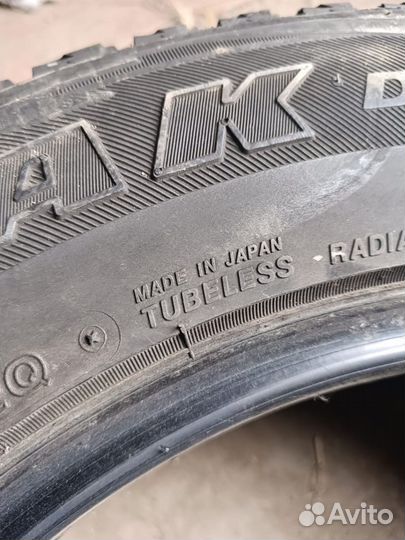 AK D
MADE IN JAPAN
TUBELESS
RADIA
Q
Avito